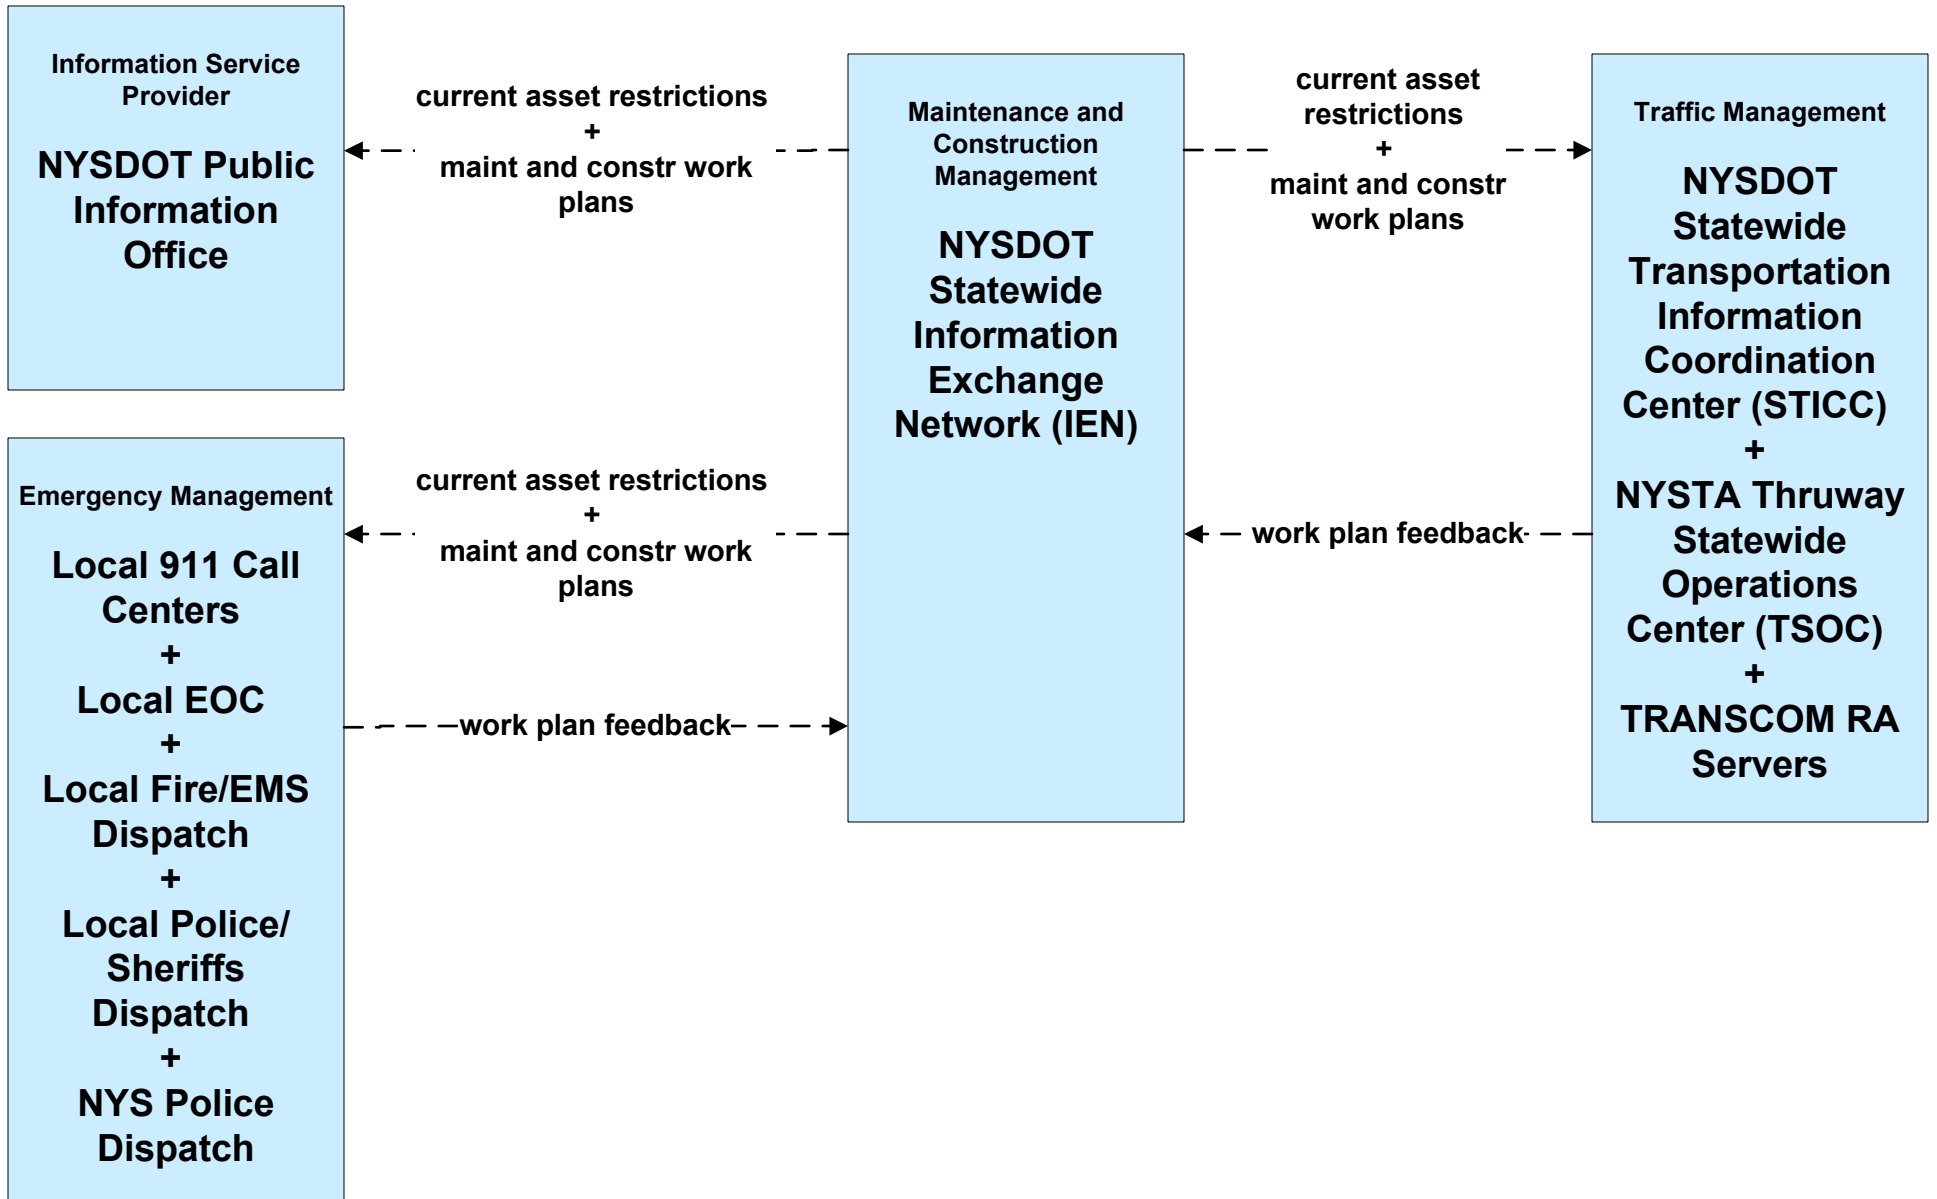 Information Service
Provider
NYSDOT Public
Information
Office
current asset restrictions
+
maint and constr work
plans
Maintenance and
Construction
Management
NYSDOT
Statewide
Information
Exchange
Network (IEN)
current asset
restrictions
+
maint and constr
work plans
Traffic Management
NYSDOT
Statewide
Transportation
Information
Coordination
Center (STICC)
+
NYSTA Thruway
Statewide
Operations
Center (TSOC)
+
TRANSCOM RA
Servers
Emergency Management
Local 911 Call
Centers
+
Local EOC
+
Local Fire/EMS
Dispatch
+
Local Police/
Sheriffs
Dispatch
+
NYS Police
Dispatch
current asset restrictions
+
maint and constr work
plans
work plan feedback
work plan feedback